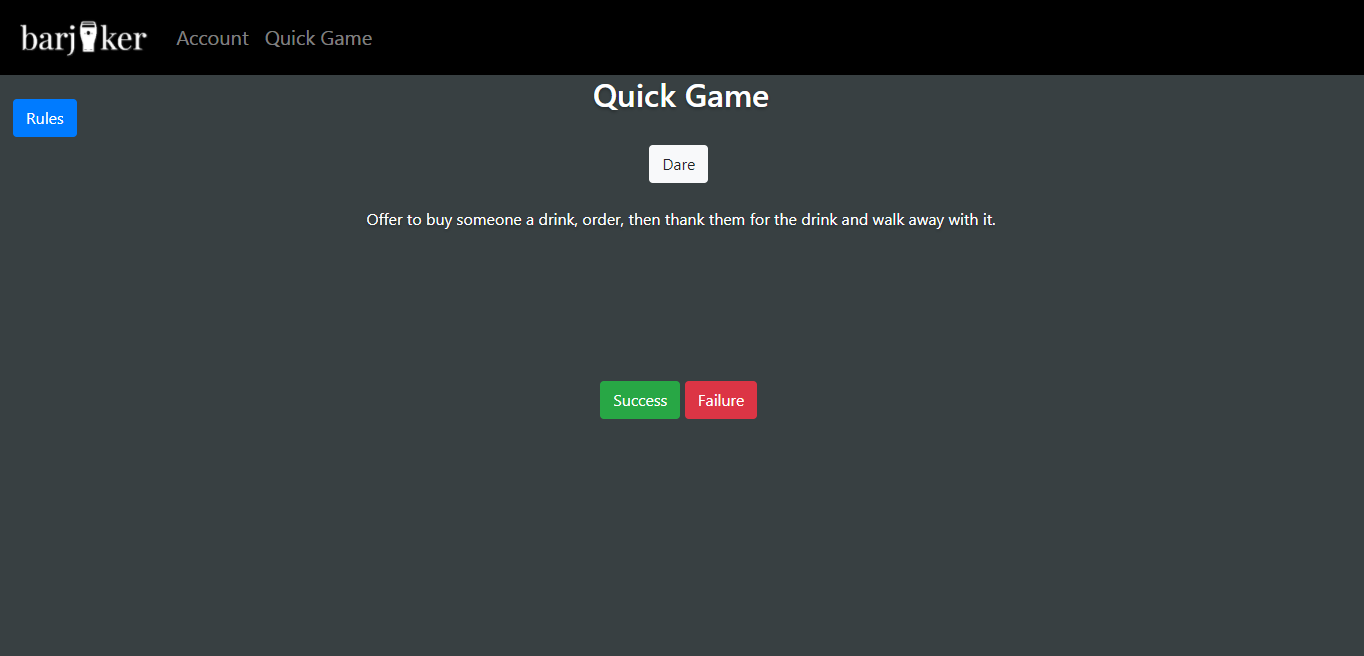 barjoker Account Quick Game
Quick Game
Rules
Dare
Offer to buy someone a drink, order, then thank them for the drink and walk away with it.
Success Failure